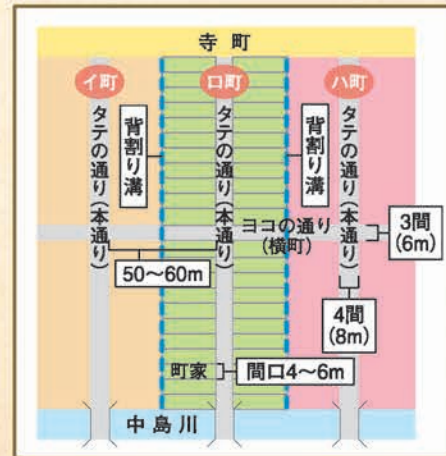 寺町
イ町
ロ町
ハ町
タテの通り(本通り)
背割り溝
タテの通り(本通り)
背割り溝
タテの通り(本通り)
ヨコの通り
(横町)
3間
(6m)
50～60m
4間
(8m)
町家
間口4～6m
中島川